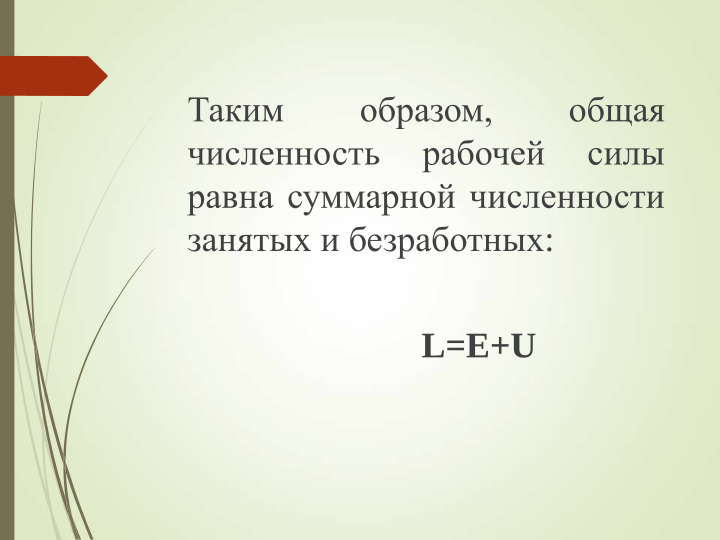 Таким образом, общая
численность рабочей силы
равна суммарной численности
занятых и безработных:
L=E+U